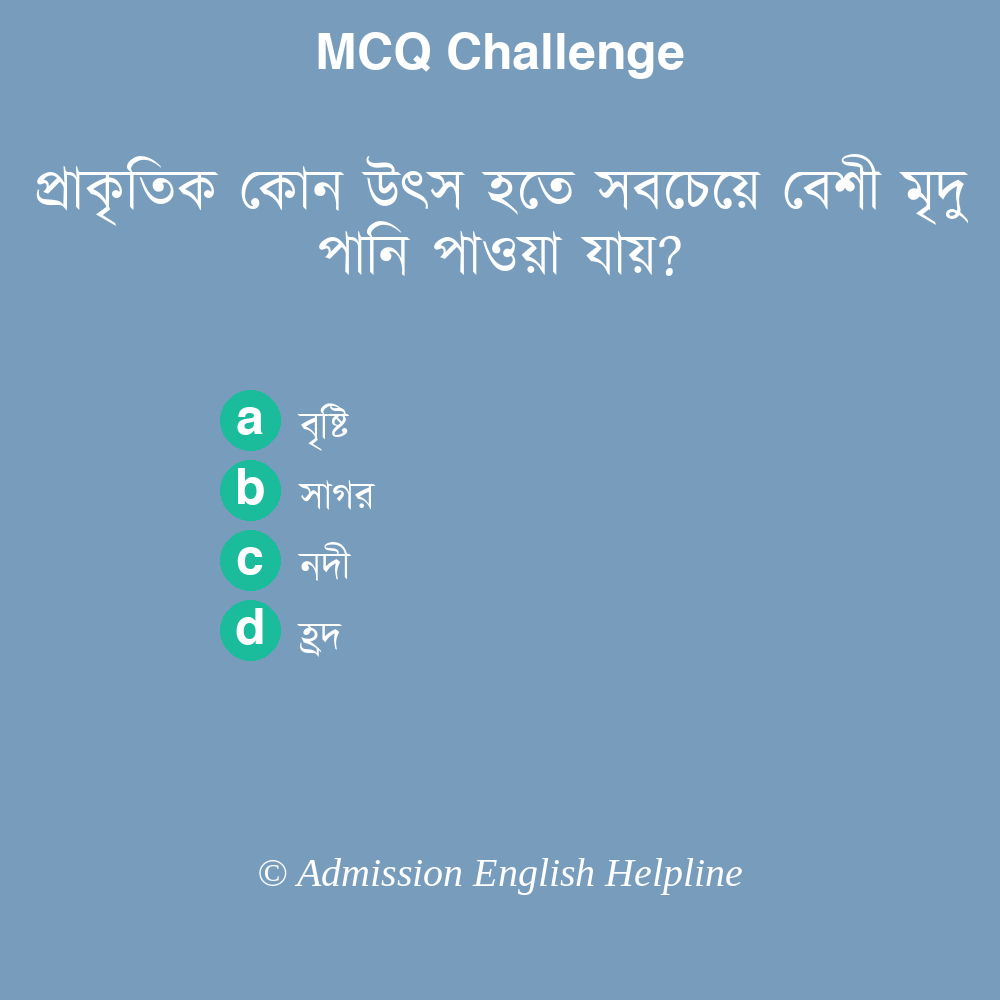 MCQ Challenge
প্রাকৃতিক কোন উৎস হতে সবচেয়ে বেশী মৃদু
পানি পাওয়া যায়?
a বৃষ্টি
b সাগর
c নদী
d হ্রদ
© Admission English Helpline